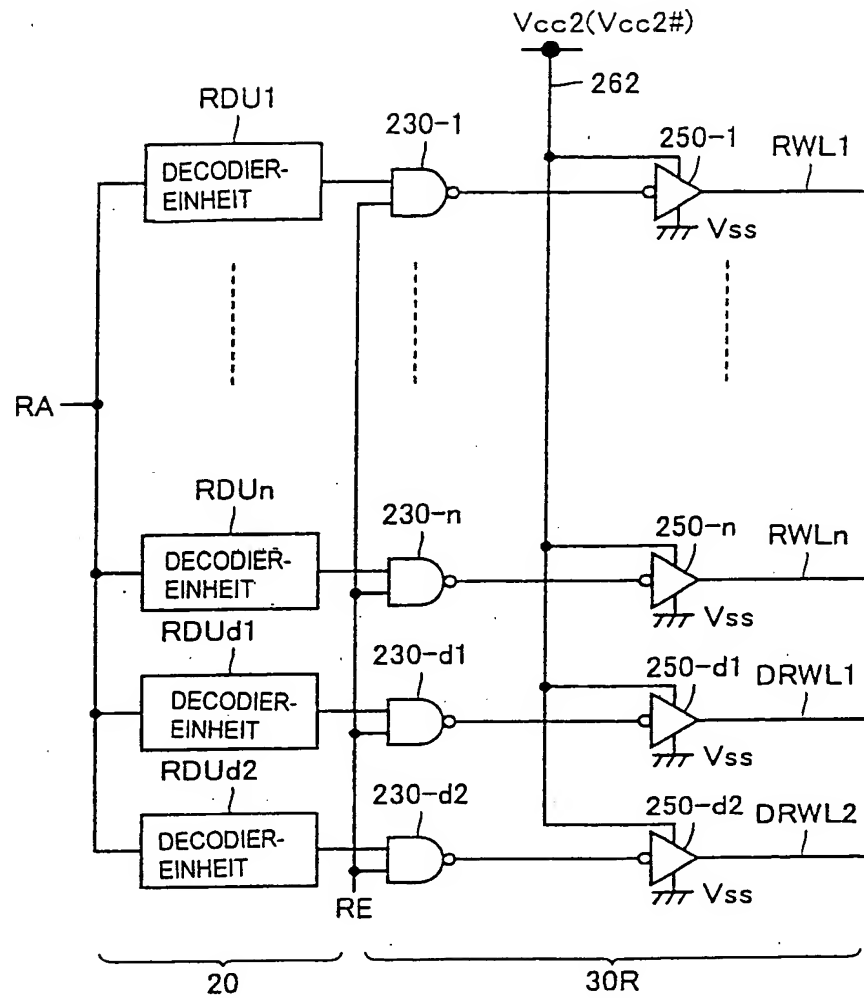 Vcc2(Vcc2#)
262
RDU1
230-1
250-1
RWL1
DECODIER-
EINHEIT
Vss
RA
RDUn
230-n
250-n
RWLn
DECODIER-
EINHEIT
Vss
RDUd1
230-d1
250-d1
DRWL1
DECODIER-
EINHEIT
Vss
RDUd2
230-d2
250-d2
DRWL2
DECODIER-
EINHEIT
Vss
RE
20
30R